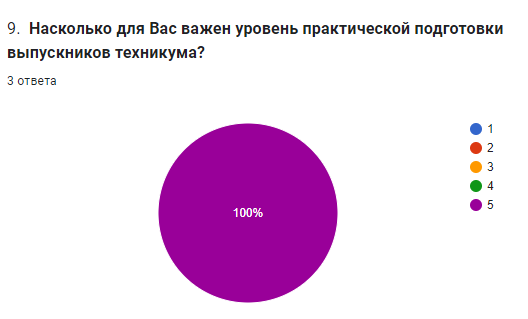 9. Насколько для Вас важен уровень практической подготовки
выпускников техникума?
3 ответа
1
2
3
4
5
100%